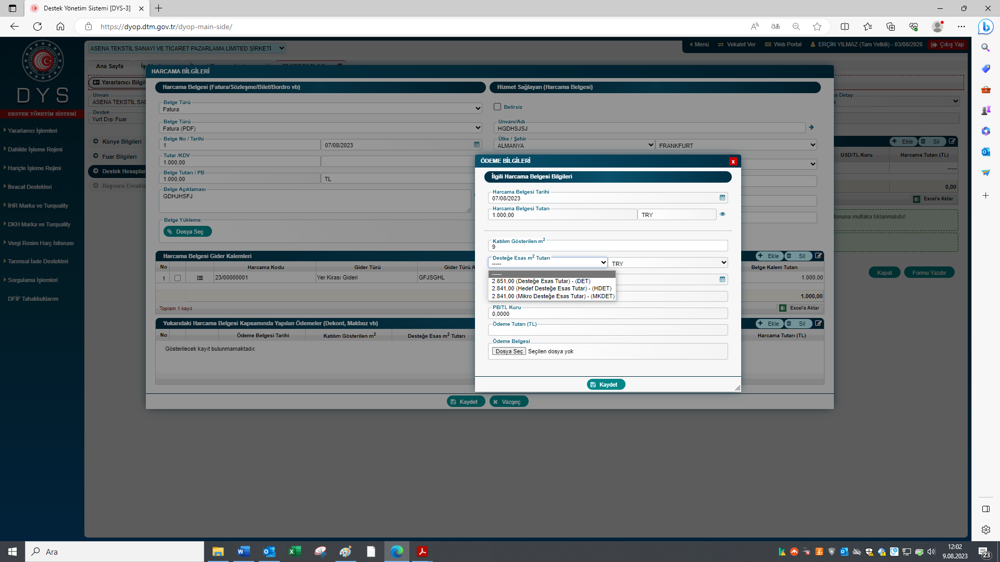 Destek Yönetim Sistemi [DYS-3]
https://dyop.dtm.gov.tr/dyop-main-side/
ASENA TEKSTİL SANAYİ VE TİCARET PAZARLAMA LİMİTED ŞİRKETİ
Menü
Vekalet Ver
Web Portal
ERÇİN YILMAZ (Tam Yetkili) - 03/08/2026
Çıkış Yap
DYS
DESTEK YÖNETİM SİSTEMİ
Yararlanıcı İşlemleri
Dahilde İşleme Rejimi
Hariçte İşleme Rejimi
İhracat Destekleri
İHR Marka ve Turquality
DKH Marka ve Turquality
Vergi Resim Harç İstisnası
Tarımsal İade Destekleri
Sorgulama İşlemleri
DFİF Tahakkuklarım
Ana Sayfa
Yararlanıcı Bilgil
Unvan
ASENA TEKSTİL SAN
Destek
Yurt Dışı Fuar
Künye Bilgileri
Fuar Bilgileri
Destek Hesaplan
Başvuru Evrakla
HARCAMA BİLGİLERİ
Harcama Belgesi (Fatura/Sözleşme/Bilet/Bordro vb)
Belge Türü
Fatura
Belge Türü
Fatura (PDF)
Belge No / Tarihi
1
07/08/2023
Tutar /KDV
1.000,00
Belge Tutarı / PB
1.000,00
TL
Belge Açıklaması
GDHJHSFJ
Belge Yükleme:
Dosya Seç
Hizmet Sağlayan (Harcama Belgesi)
Belirsiz
Unvanı/Adı
HGDHSJSJ
Ülke / Şehir
ALMANYA
FRANKFURT
Harcama Belgesi Gider Kalemleri
Ekle
Sil
No
Harcama Kodu
Gider Türü
Gider Türü A
Belge Kalem Tutarı
1
23/00000001
Yer Kirası Gideri
GFJSGHL
1.000,00
1.000,00
Toplam 1 kayıt
Excel'e Aktar
Yukarıdaki Harcama Belgesi Kapsamında Yapılan Ödemeler (Dekont, Makbuz vb)
Ekle
Sil
No
Ödeme Belgesi Tarihi
Katılım Gösterilen m2
Desteğe Esas m2 Tutarı
Harcama Tutarı (TL)
Gösterilecek kayıt bulunmamaktadır.
Kaydet
Vazgeç
ÖDEME BİLGİLERİ
x
İlgili Harcama Belgesi Bilgileri
Harcama Belgesi Tarihi
07/08/2023
Harcama Belgesi Tutarı
1.000,00
TRY
Katılım Gösterilen m2
9
Desteğe Esas m2 Tutarı
-----
TRY
-----
2.651,00 (Desteğe Esas Tutar) - (DET)
2.841,00 (Hedef Desteğe Esas Tutar) - (HDET)
2.841,00 (Mikro Desteğe Esas Tutar) - (MKDET)
PB/TL Kuru
0,0000
Ödeme Tutarı (TL)
Ödeme Belgesi
Dosya Seç Seçilen dosya yok
Kaydet
a Detay:
Ekle
Sil
USD/TL Kuru
Harcama Tutarı (TL)
-----
0,00
Excel'e Aktar
onuna mutlaka tıklanmalıdır!
Kapat
Formu Yazdır
Ara
12:02
9.08.2023
23